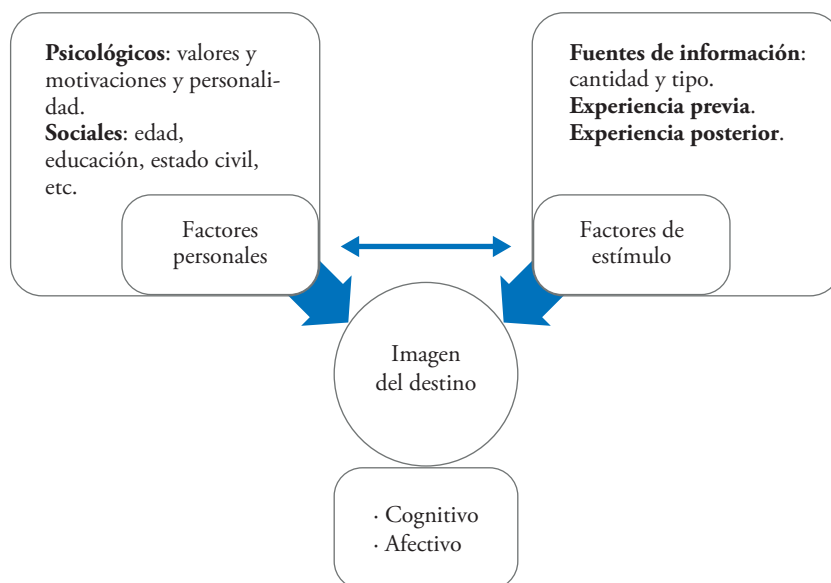 Psicológicos: valores y
motivaciones y personali-
dad.
Sociales: edad,
educación, estado civil,
etc.
Factores
personales
Fuentes de información:
cantidad y tipo.
Experiencia previa.
Experiencia posterior.
Factores de
estímulo
Imagen
del destino
· Cognitivo
· Afectivo